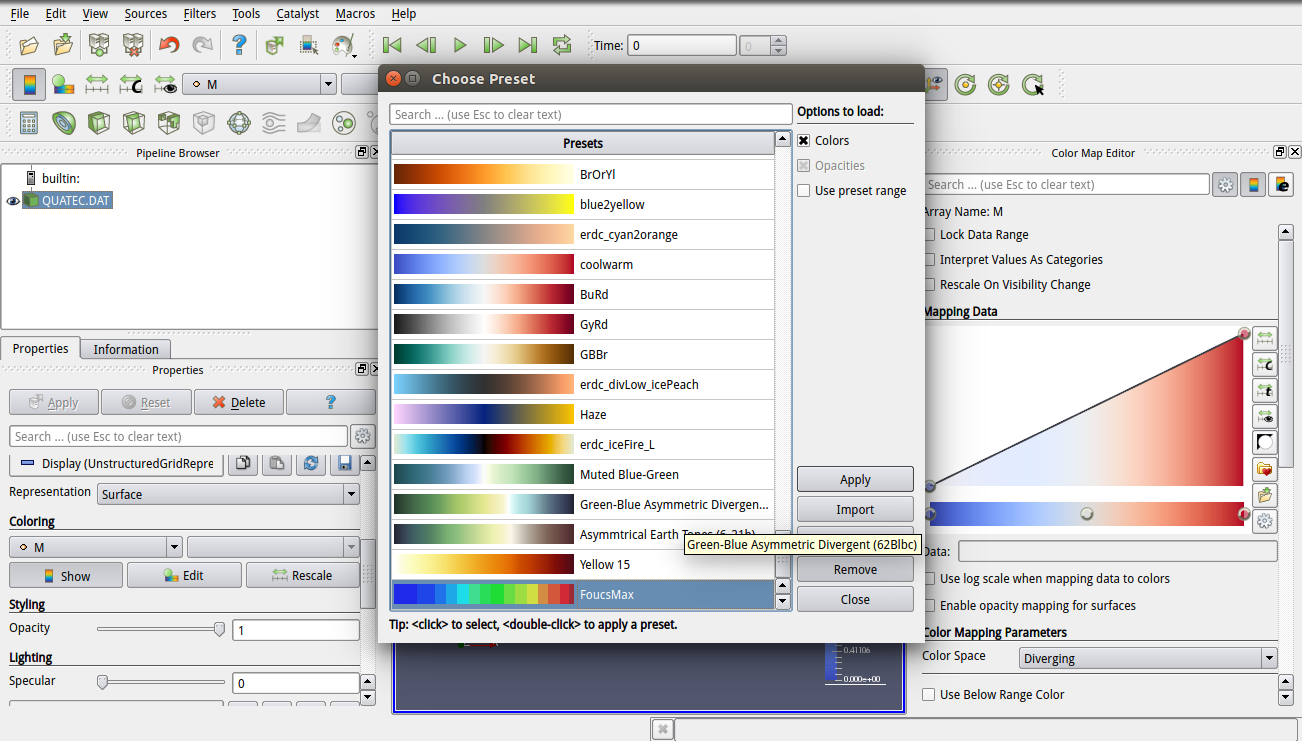 File Edit View Sources Filters Tools Catalyst Macros Help
Time: 0 0
M
Pipeline Browser
builtin:
QUATEC.DAT
Properties Information
Properties
Apply Reset Delete ?
Search ... (use Esc to clear text)
Display (UnstructuredGridRepre
Representation Surface
Coloring
M
Show Edit Rescale
Styling
Opacity 1
Lighting
Specular 0
Choose Preset
Search ... (use Esc to clear text)
Presets
BrOrYl
blue2yellow
erdc_cyan2orange
coolwarm
BuRd
GyRd
GBBr
erdc_divLow_icePeach
Haze
erdc_iceFire_L
Muted Blue-Green
Green-Blue Asymmetric Divergen...
Asymmtrical Earth Tones (6_21b)
Yellow 15
FoucsMax
Tip: <click> to select, <double-click> to apply a preset.
Options to load:
Colors
Opacities
Use preset range
Apply
Import
Green-Blue Asymmetric Divergent (62Blbc)
Remove
Close
0.41106
0.000e+00
Color Map Editor
Search ... (use Esc to clear text)
Array Name: M
Lock Data Range
Interpret Values As Categories
Rescale On Visibility Change
Mapping Data
Data:
Use log scale when mapping data to colors
Enable opacity mapping for surfaces
Color Mapping Parameters
Color Space Diverging
Use Below Range Color